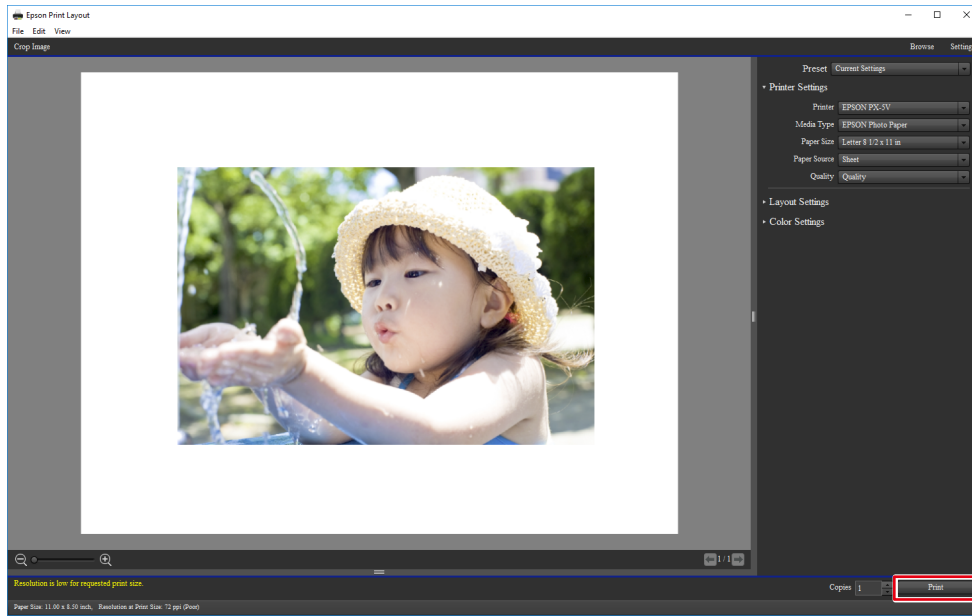 Epson Print Layout
File Edit View
Crop Image
Browse
Setting
Preset Current Settings
Printer Settings
Printer EPSON PX-5V
Media Type EPSON Photo Paper
Paper Size Letter 8 1/2 x 11 in
Paper Source Sheet
Quality Quality
Layout Settings
Color Settings
1 / 1
Resolution is low for requested print size.
Copies 1
Print
Paper Size: 11.00 x 8.50 inch, Resolution at Print Size: 72 ppi (Poor)